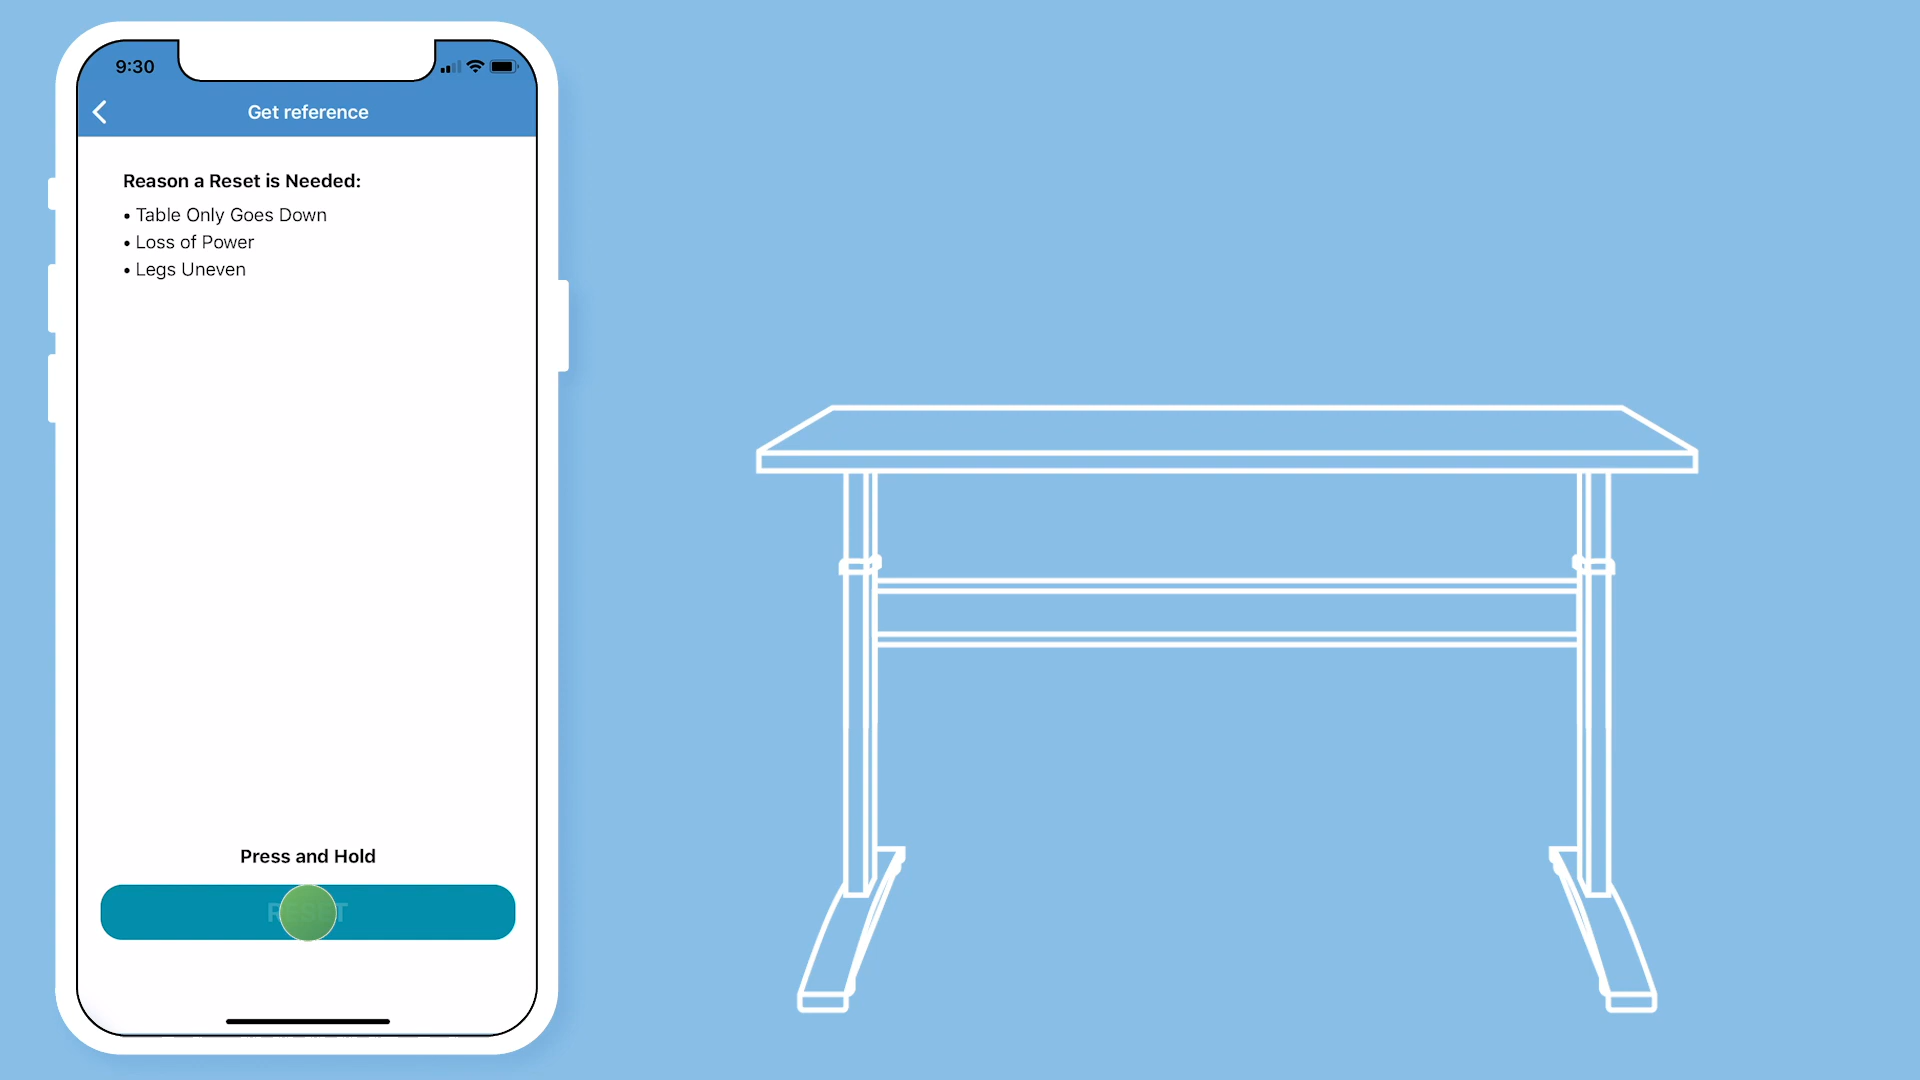 9:30
Get reference
Reason a Reset is Needed:
• Table Only Goes Down
• Loss of Power
• Legs Uneven
Press and Hold
RESET